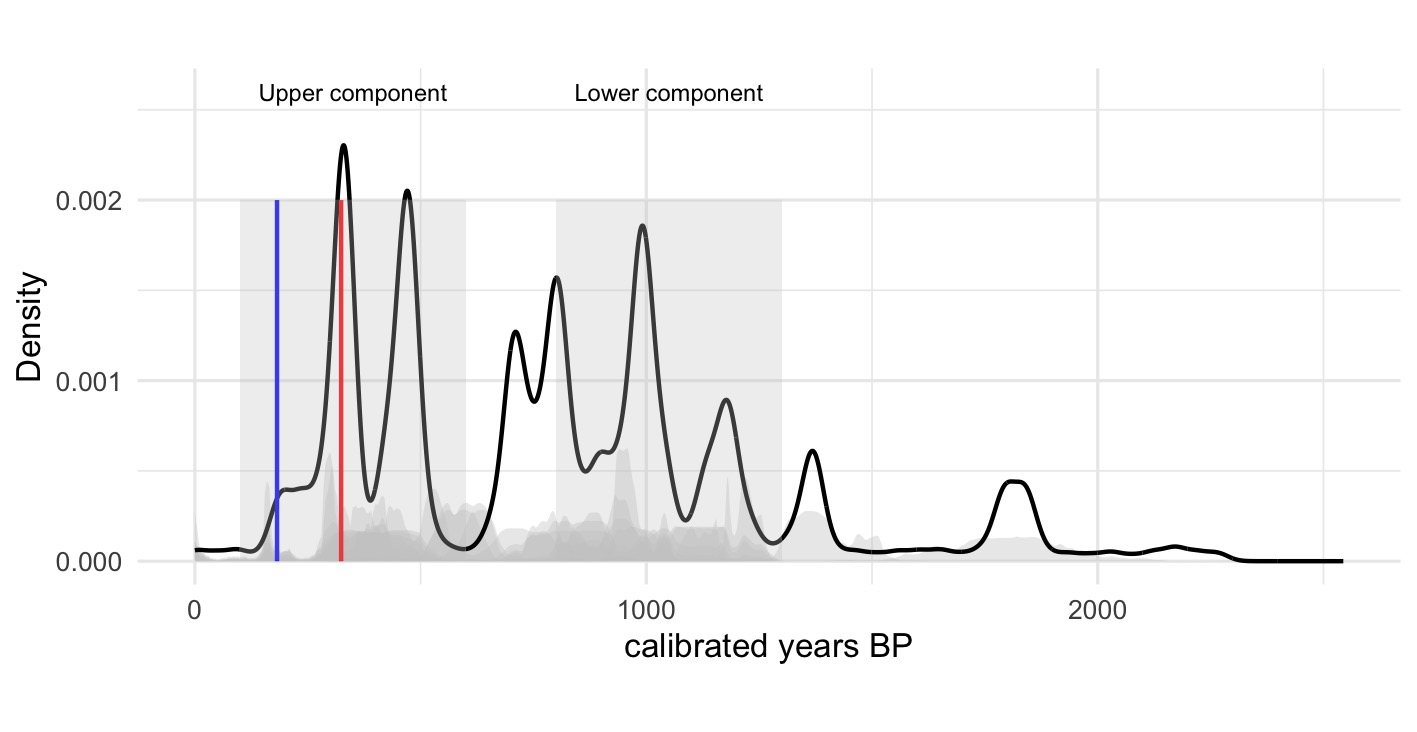 Upper component Lower component
0.002
Density
0.001
0.000
0 1000 2000
calibrated years BP